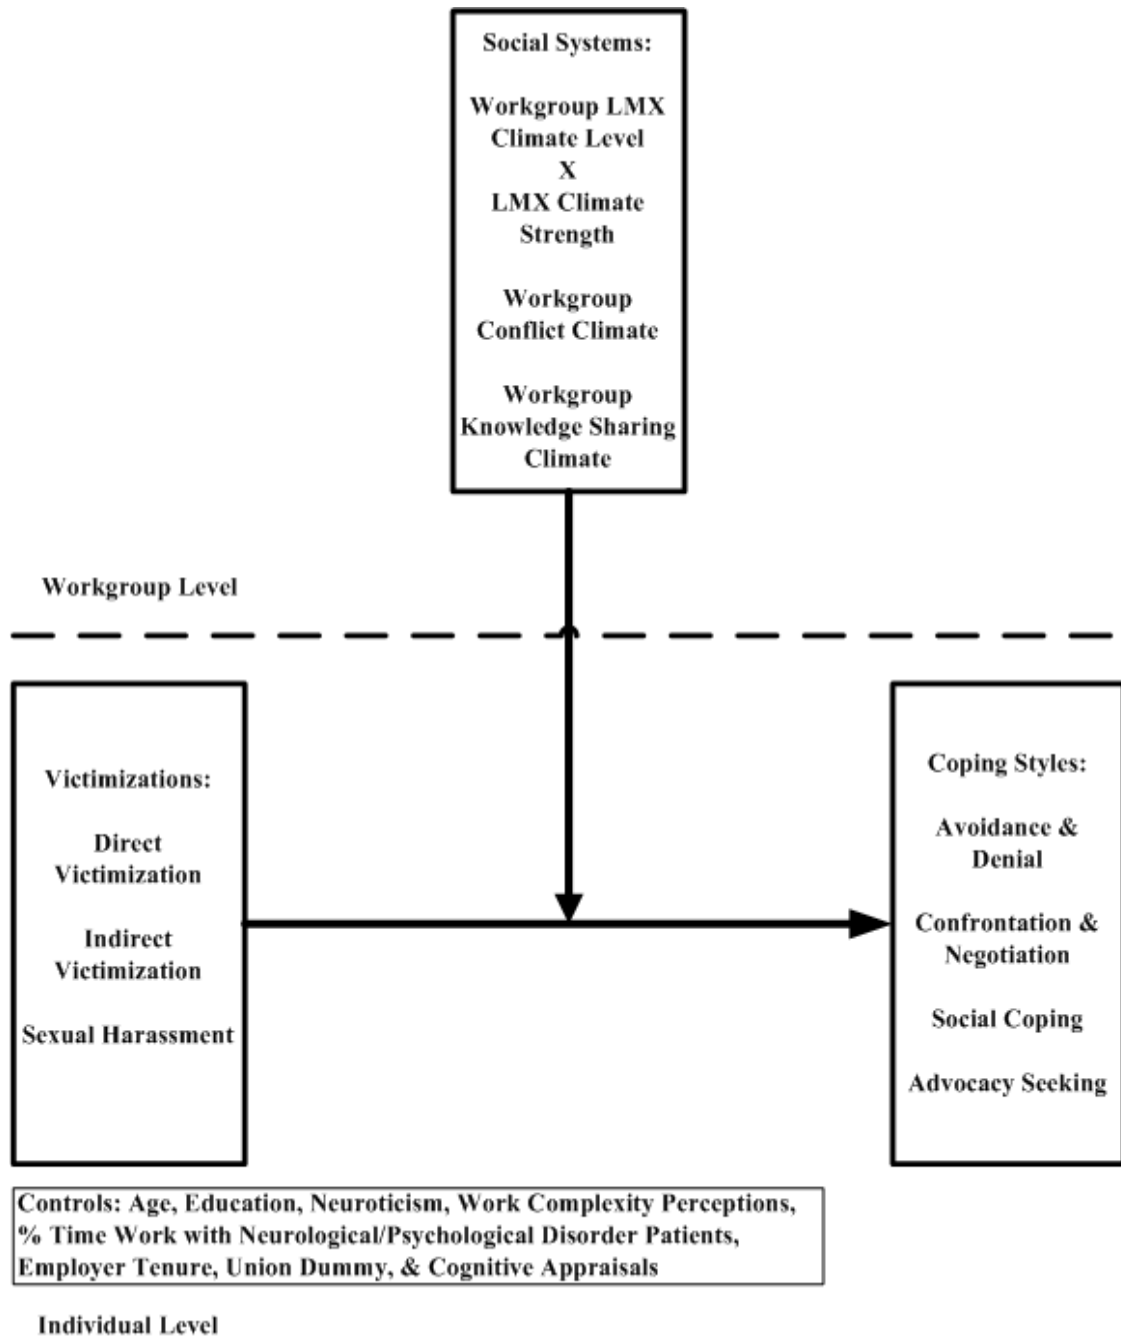 Social Systems:
Workgroup LMX
Climate Level
X
LMX Climate
Strength
Workgroup
Conflict Climate
Workgroup
Knowledge Sharing
Climate
Workgroup Level
Victimizations:
Direct
Victimization
Indirect
Victimization
Sexual Harassment
Coping Styles:
Avoidance &
Denial
Confrontation &
Negotiation
Social Coping
Advocacy Seeking
Controls: Age, Education, Neuroticism, Work Complexity Perceptions,
% Time Work with Neurological/Psychological Disorder Patients,
Employer Tenure, Union Dummy, & Cognitive Appraisals
Individual Level